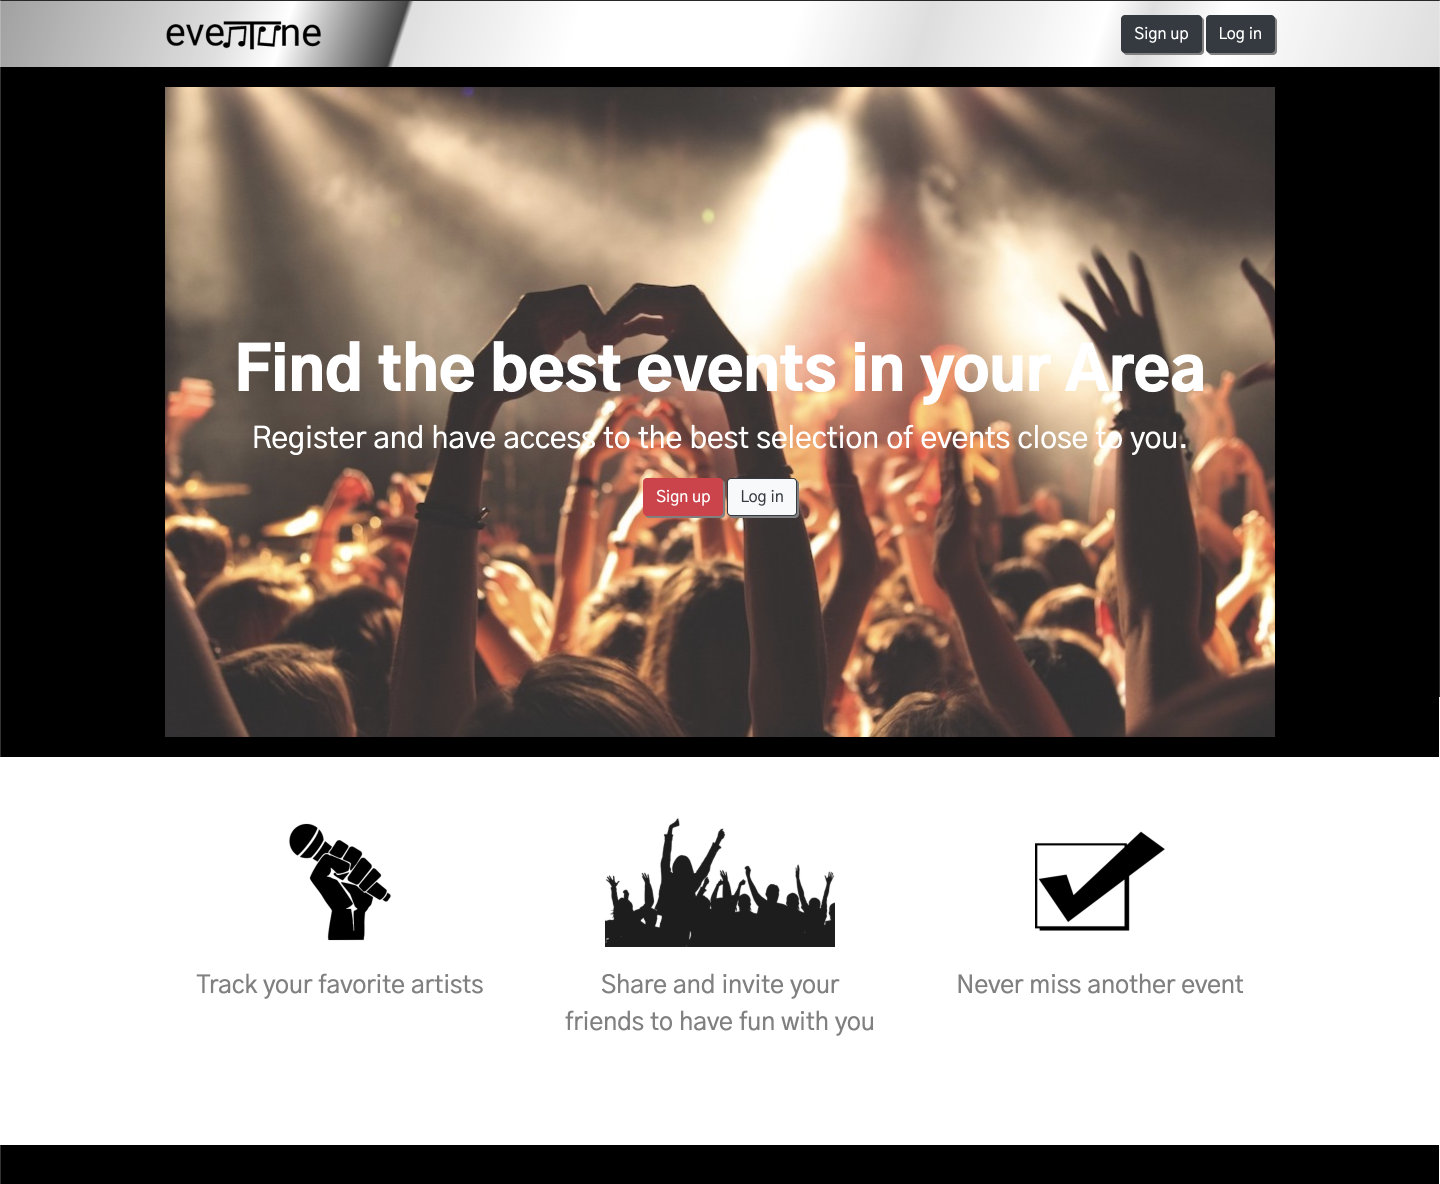 eventune
Sign up
Log in
Find the best events in your Area
Register and have access to the best selection of events close to you.
Sign up
Log in
Track your favorite artists
Share and invite your
friends to have fun with you
Never miss another event